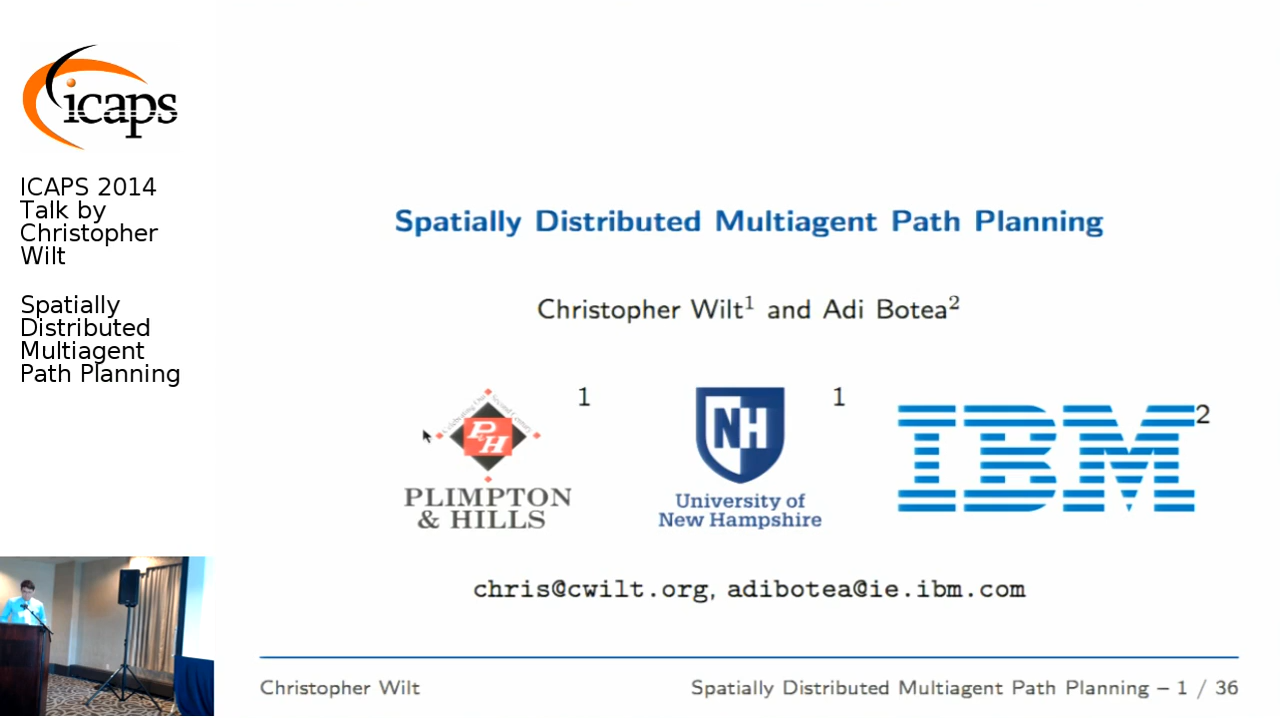 icaps
ICAPS 2014
Talk by
Christopher
Wilt
Spatially
Distributed
Multiagent
Path Planning
Spatially Distributed Multiagent Path Planning
Christopher Wilt¹ and Adi Botea²
1
PLIMPTON
& HILLS
1
NH
University of
New Hampshire
IBM
2
chris@cwilt.org, adibotea@ie.ibm.com
Christopher Wilt
Spatially Distributed Multiagent Path Planning – 1 / 36